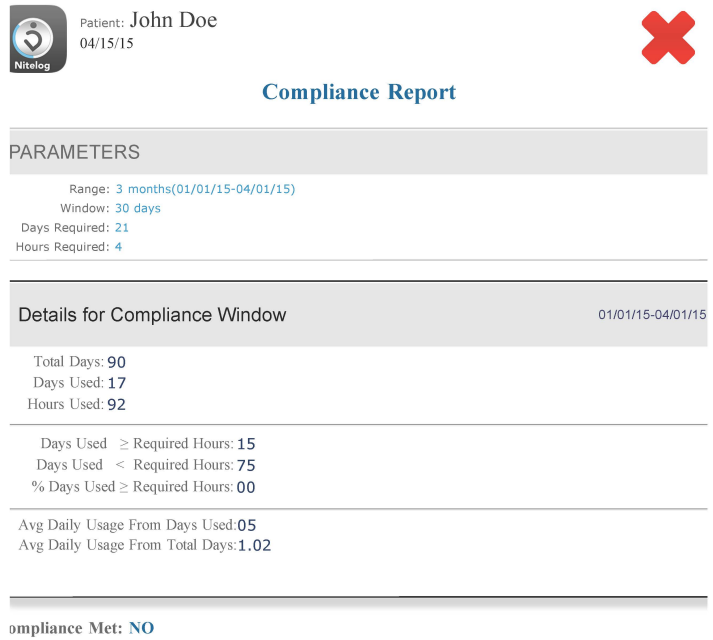 Nitelog
Patient: John Doe
04/15/15
Compliance Report
PARAMETERS
Range: 3 months(01/01/15-04/01/15)
Window: 30 days
Days Required: 21
Hours Required: 4
Details for Compliance Window 01/01/15-04/01/15
Total Days: 90
Days Used: 17
Hours Used: 92
Days Used ≥ Required Hours: 15
Days Used < Required Hours: 75
% Days Used ≥ Required Hours: 00
Avg Daily Usage From Days Used:05
Avg Daily Usage From Total Days:1.02
ompliance Met: NO